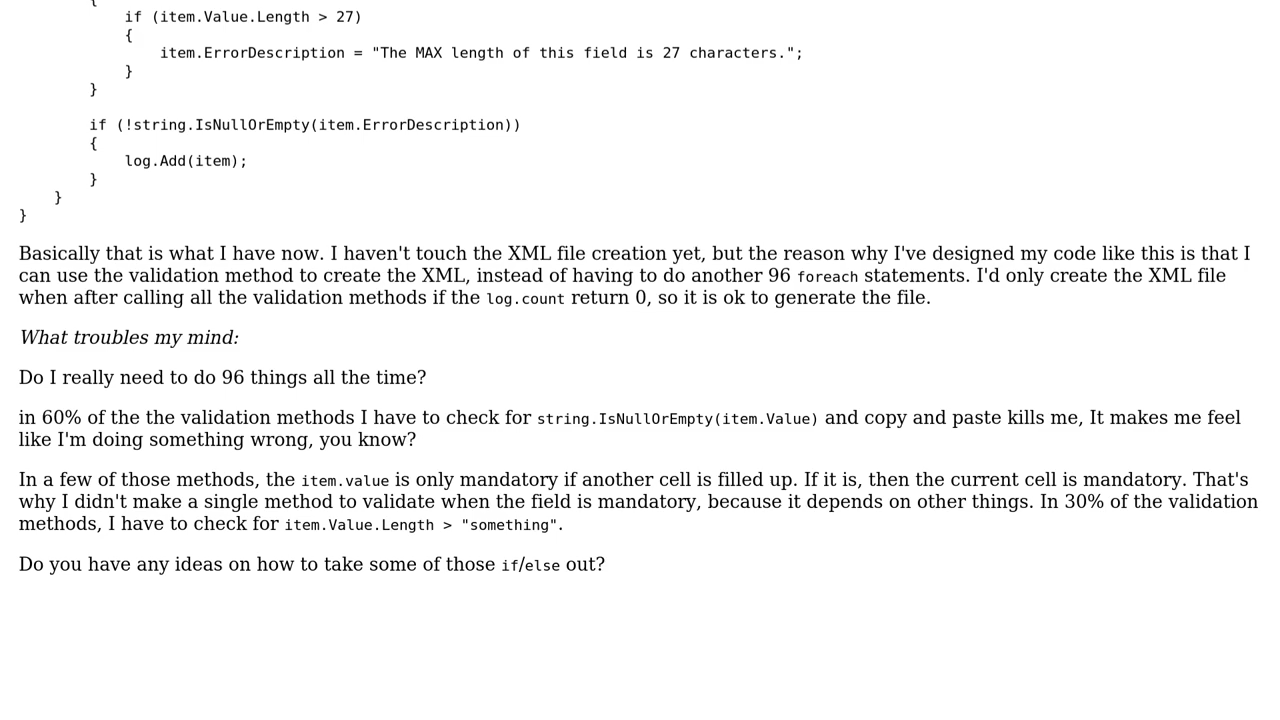 {
if (item.Value.Length > 27)
{
item.ErrorDescription = "The MAX length of this field is 27 characters.";
}
}
if (!string.IsNullOrEmpty(item.ErrorDescription))
{
log.Add(item);
}
}
}
Basically that is what I have now. I haven't touch the XML file creation yet, but the reason why I've designed my code like this is that I
can use the validation method to create the XML, instead of having to do another 96 foreach statements. I'd only create the XML file
when after calling all the validation methods if the log.count return 0, so it is ok to generate the file.
What troubles my mind:
Do I really need to do 96 things all the time?
in 60% of the the validation methods I have to check for string.IsNullOrEmpty(item.Value) and copy and paste kills me, It makes me feel
like I'm doing something wrong, you know?
In a few of those methods, the item.value is only mandatory if another cell is filled up. If it is, then the current cell is mandatory. That's
why I didn't make a single method to validate when the field is mandatory, because it depends on other things. In 30% of the validation
methods, I have to check for item.Value.Length > "something".
Do you have any ideas on how to take some of those if/else out?